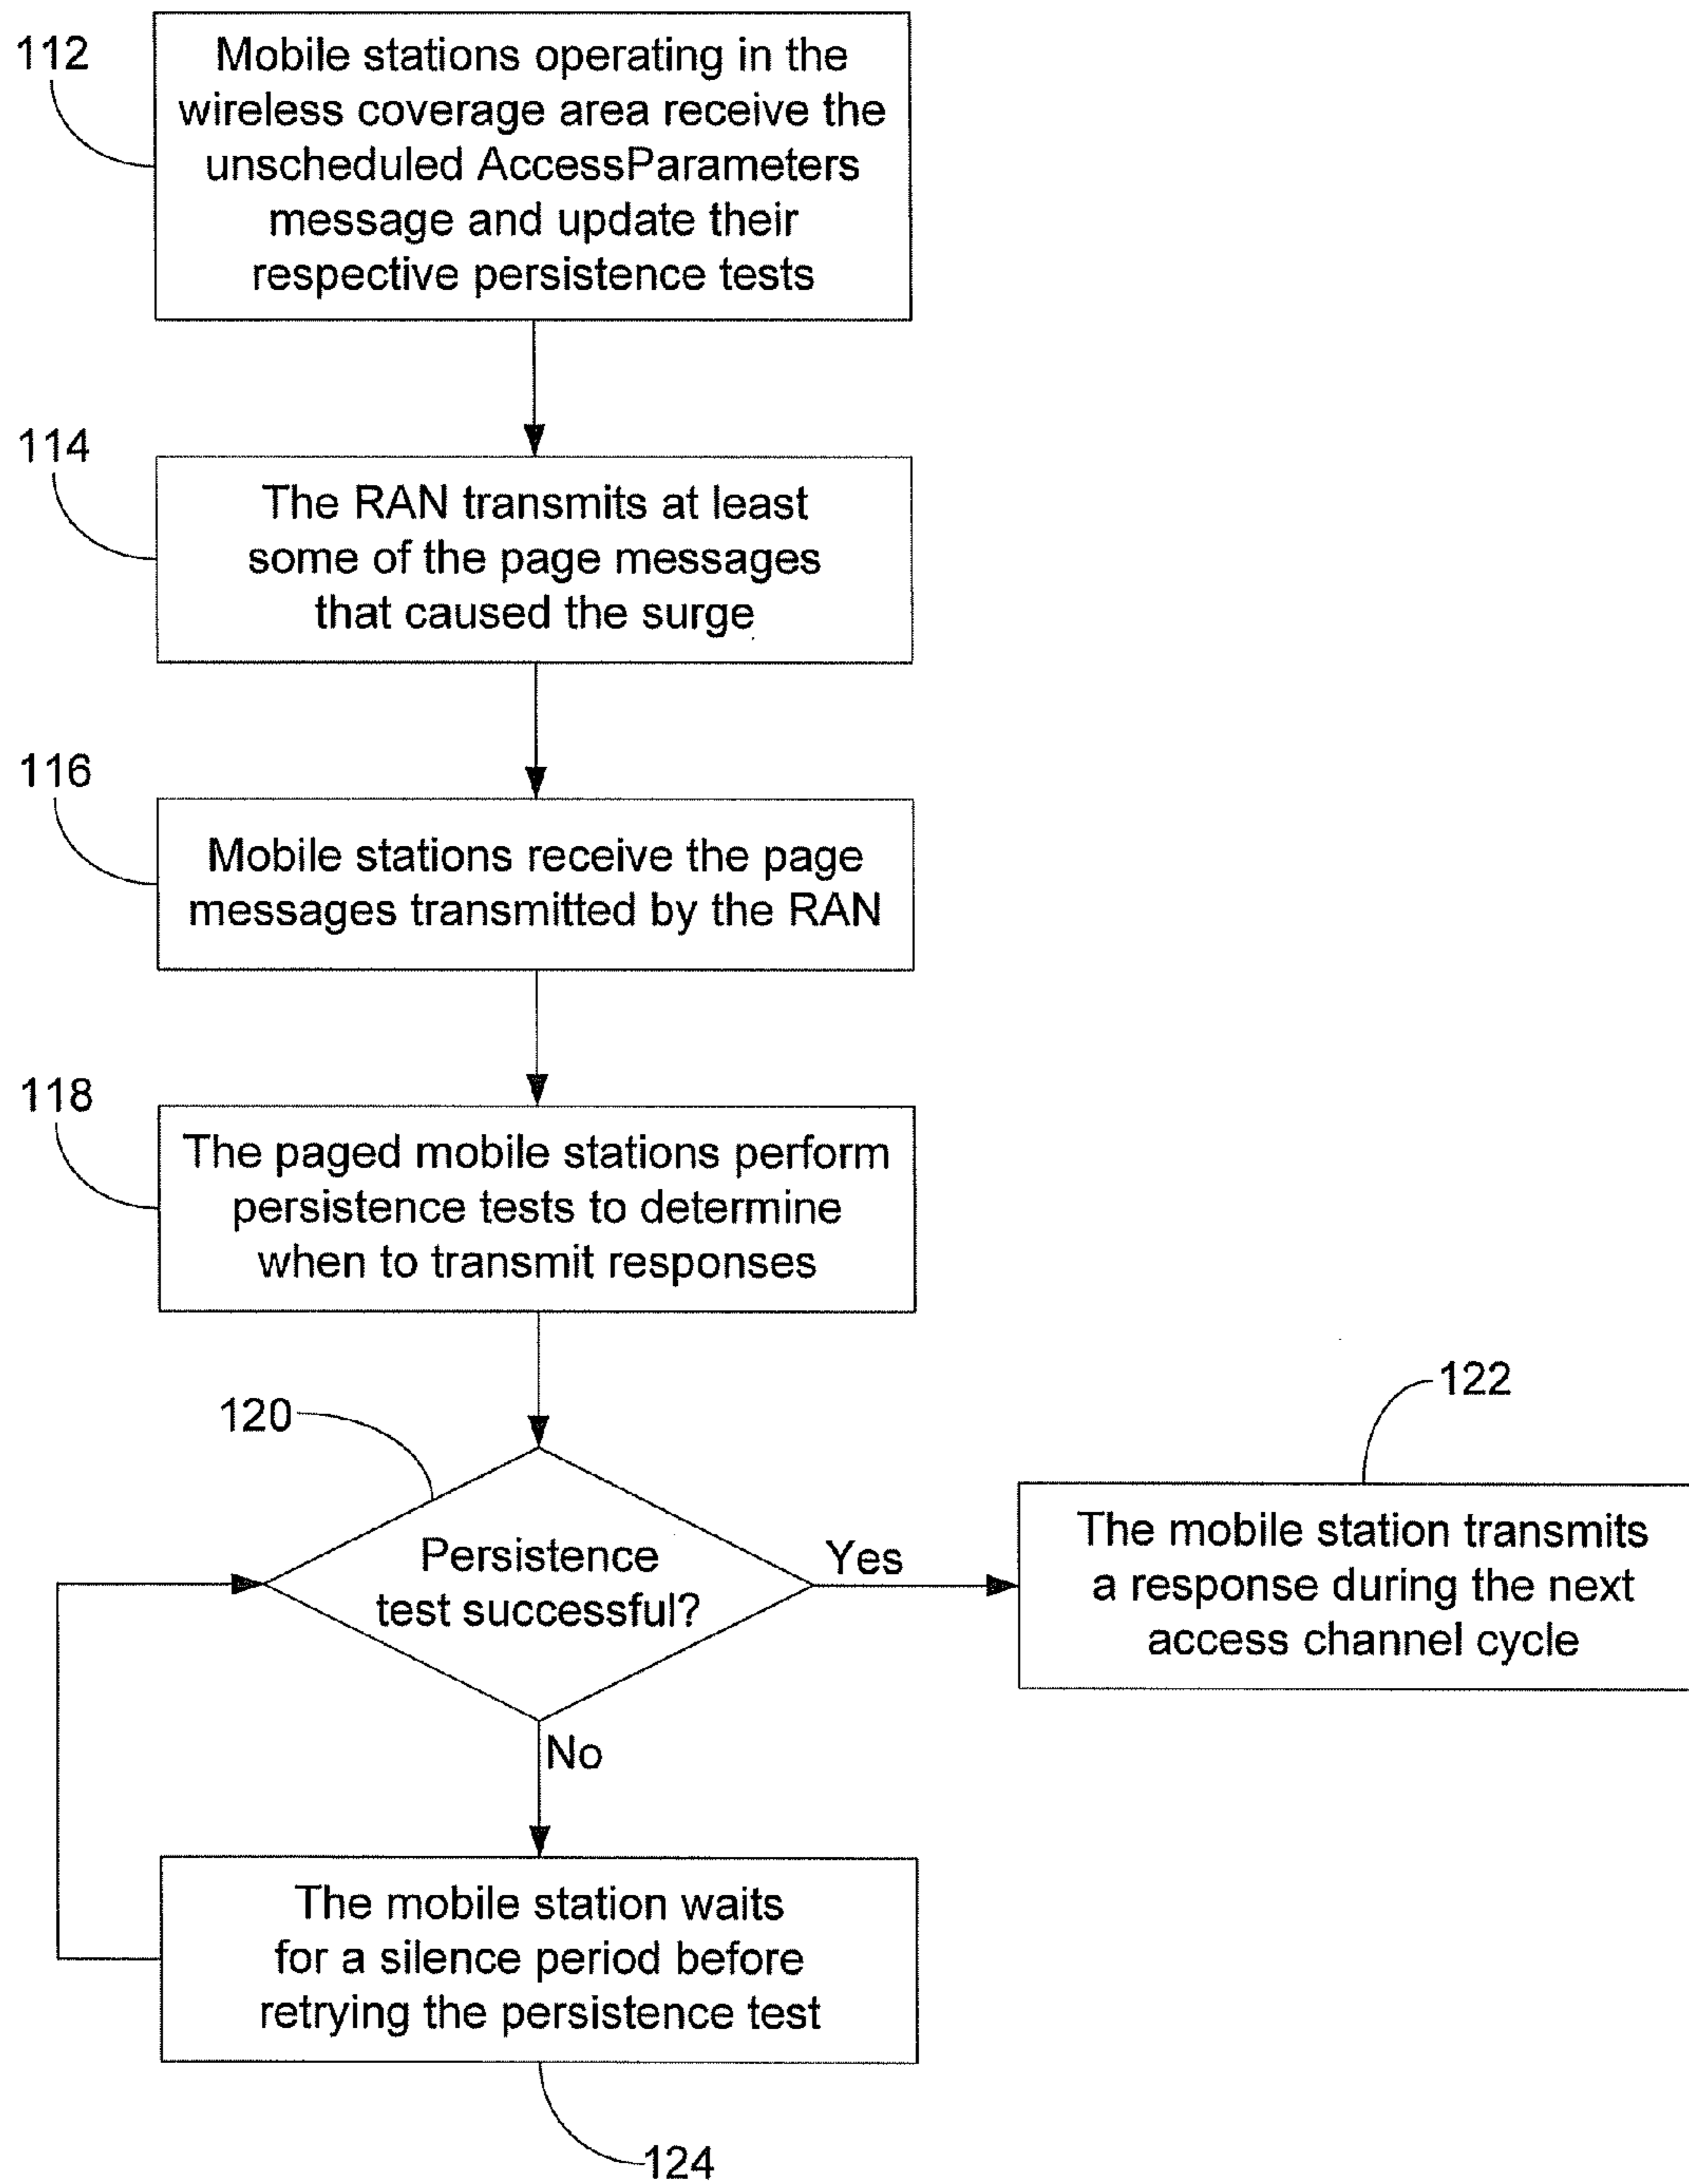 112
Mobile stations operating in the
wireless coverage area receive the
unscheduled AccessParameters
message and update their
respective persistence tests
114
The RAN transmits at least
some of the page messages
that caused the surge
116
Mobile stations receive the page
messages transmitted by the RAN
118
The paged mobile stations perform
persistence tests to determine
when to transmit responses
120
Persistence
test successful?
Yes
122
The mobile station transmits
a response during the next
access channel cycle
No
The mobile station waits
for a silence period before
retrying the persistence test
124